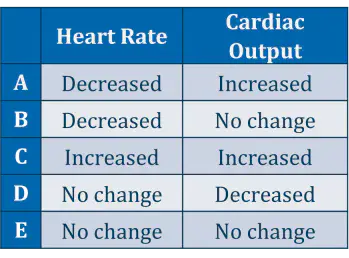 Heart Rate Cardiac Output
A Decreased Increased
B Decreased No change
C Increased Increased
D No change Decreased
E No change No change